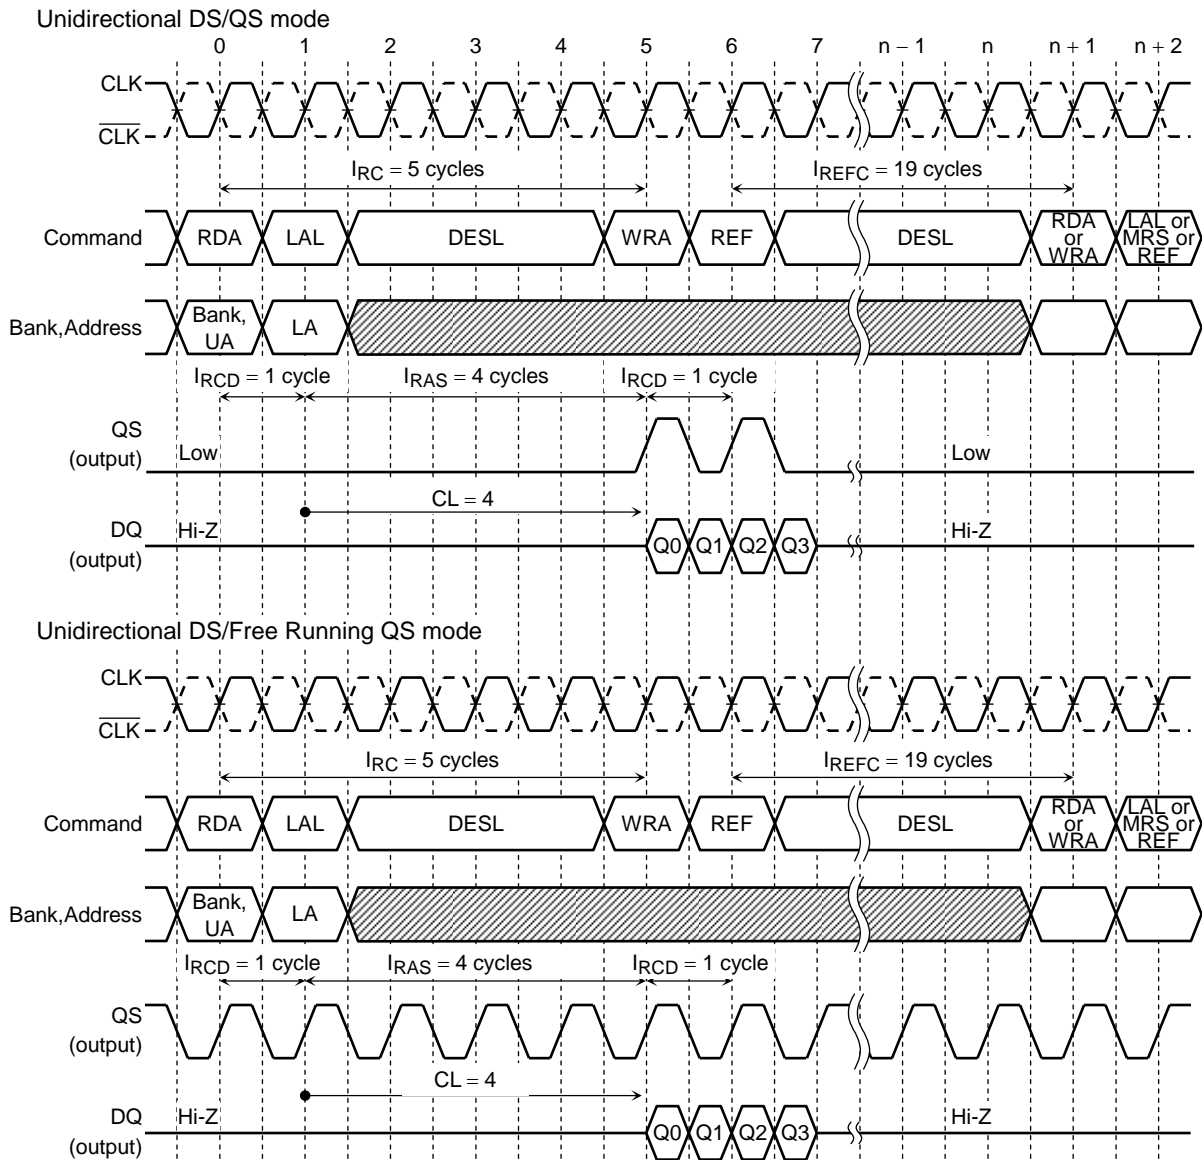 Unidirectional DS/QS mode
0 1 2 3 4 5 6 7 n − 1 n n + 1 n + 2
CLK
CLK
IRC = 5 cycles
IREFC = 19 cycles
Command RDA LAL DESL WRA REF DESL RDA or WRA LAL or MRS or REF
Bank,Address Bank, UA LA
IRCD = 1 cycle IRAS = 4 cycles IRCD = 1 cycle
QS
(output) Low Low
CL = 4
DQ
(output) Hi-Z Q0 Q1 Q2 Q3 Hi-Z
Unidirectional DS/Free Running QS mode
CLK
CLK
IRC = 5 cycles
IREFC = 19 cycles
Command RDA LAL DESL WRA REF DESL RDA or WRA LAL or MRS or REF
Bank,Address Bank, UA LA
IRCD = 1 cycle IRAS = 4 cycles IRCD = 1 cycle
QS
(output)
CL = 4
DQ
(output) Hi-Z Q0 Q1 Q2 Q3 Hi-Z